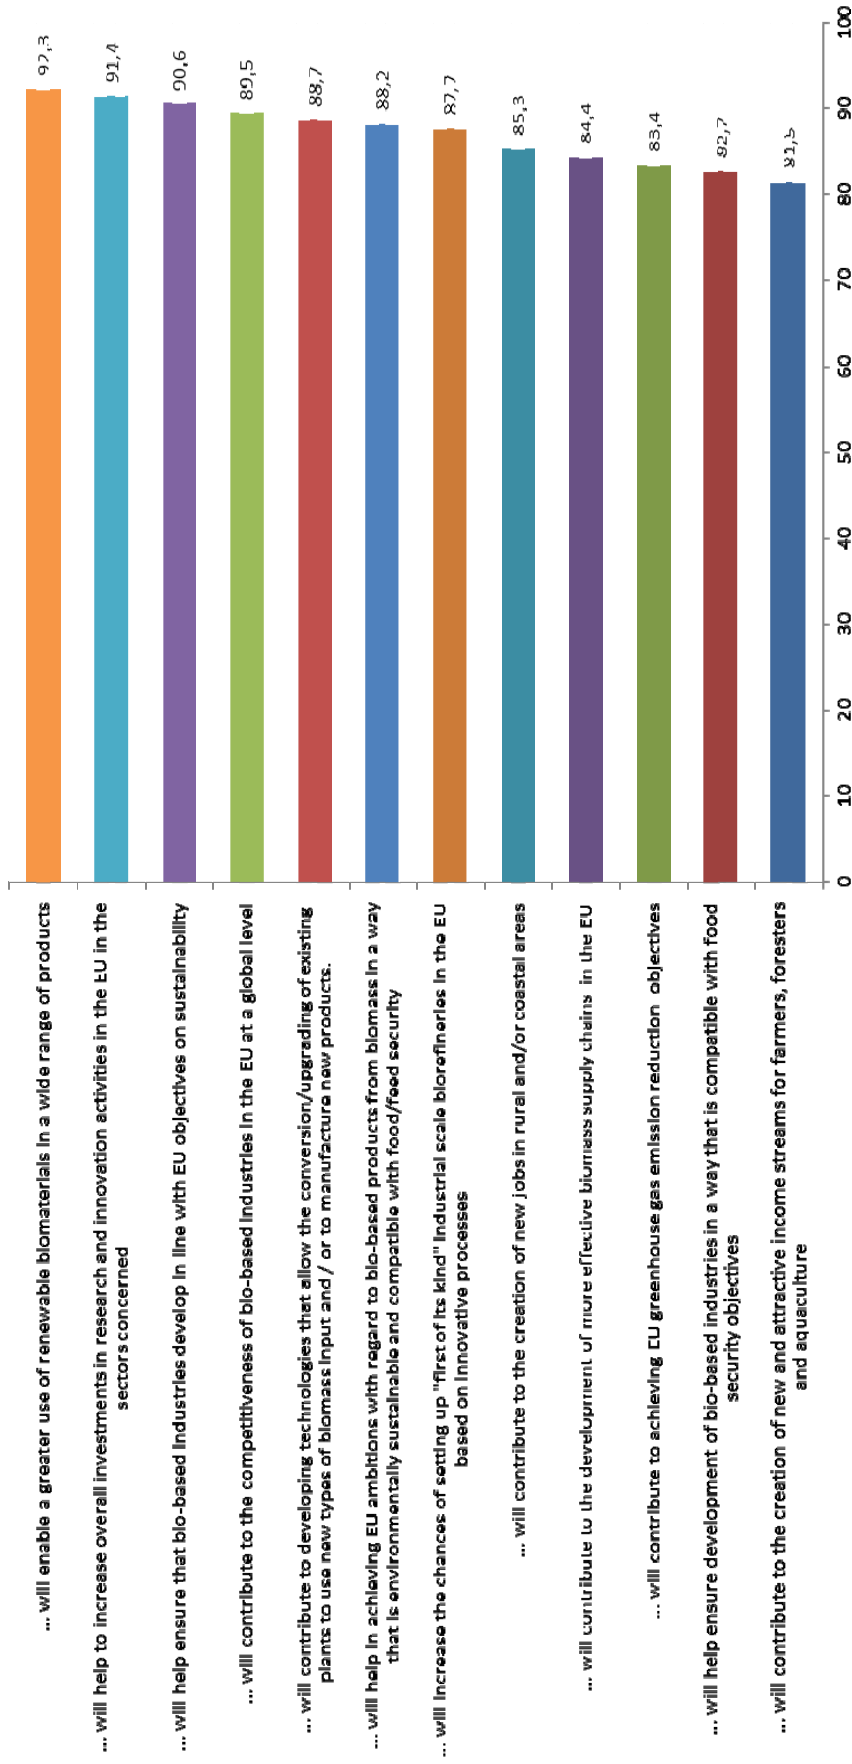 ... will enable a greater use of renewable biomaterials in a wide range of products
92,3
... will help to increase overall investments in research and innovation activities in the EU in the
sectors concerned
91,4
... will help ensure that bio-based industries develop in line with EU objectives on sustainability
90,6
... will contribute to the competitiveness of bio-based industries in the EU at a global level
89,5
... will contribute to developing technologies that allow the conversion/upgrading of existing
plants to use new types of biomass input and / or to manufacture new products.
88,7
... will help in achieving EU ambitions with regard to bio-based products from biomass in a way
that is environmentally sustainable and compatible with food/feed security
88,2
... will increase the chances of setting up "first of its kind" industrial scale biorefineries in the EU
based on innovative processes
87,7
... will contribute to the creation of new jobs in rural and/or coastal areas
85,3
... will contribute to the development of more effective biomass supply chains in the EU
84,4
... will contribute to achieving EU greenhouse gas emission reduction objectives
83,4
... will help ensure development of bio-based industries in a way that is compatible with food
security objectives
82,7
... will contribute to the creation of new and attractive income streams for farmers, foresters
and aquaculture
81,5
0 10 20 30 40 50 60 70 80 90 100